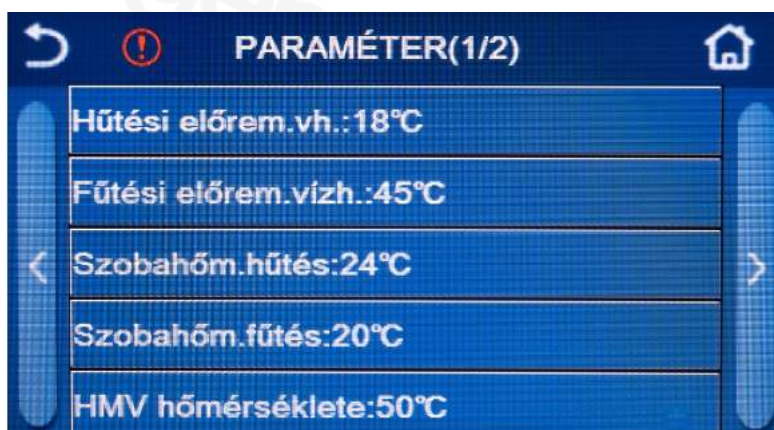 PARAMÉTER(1/2)
Hűtési előrem.vh.:18℃
Fűtési előrem.vízh.:45℃
Szobahőm.hűtés:24℃
Szobahőm.fűtés:20℃
HMV hőmérséklete:50℃